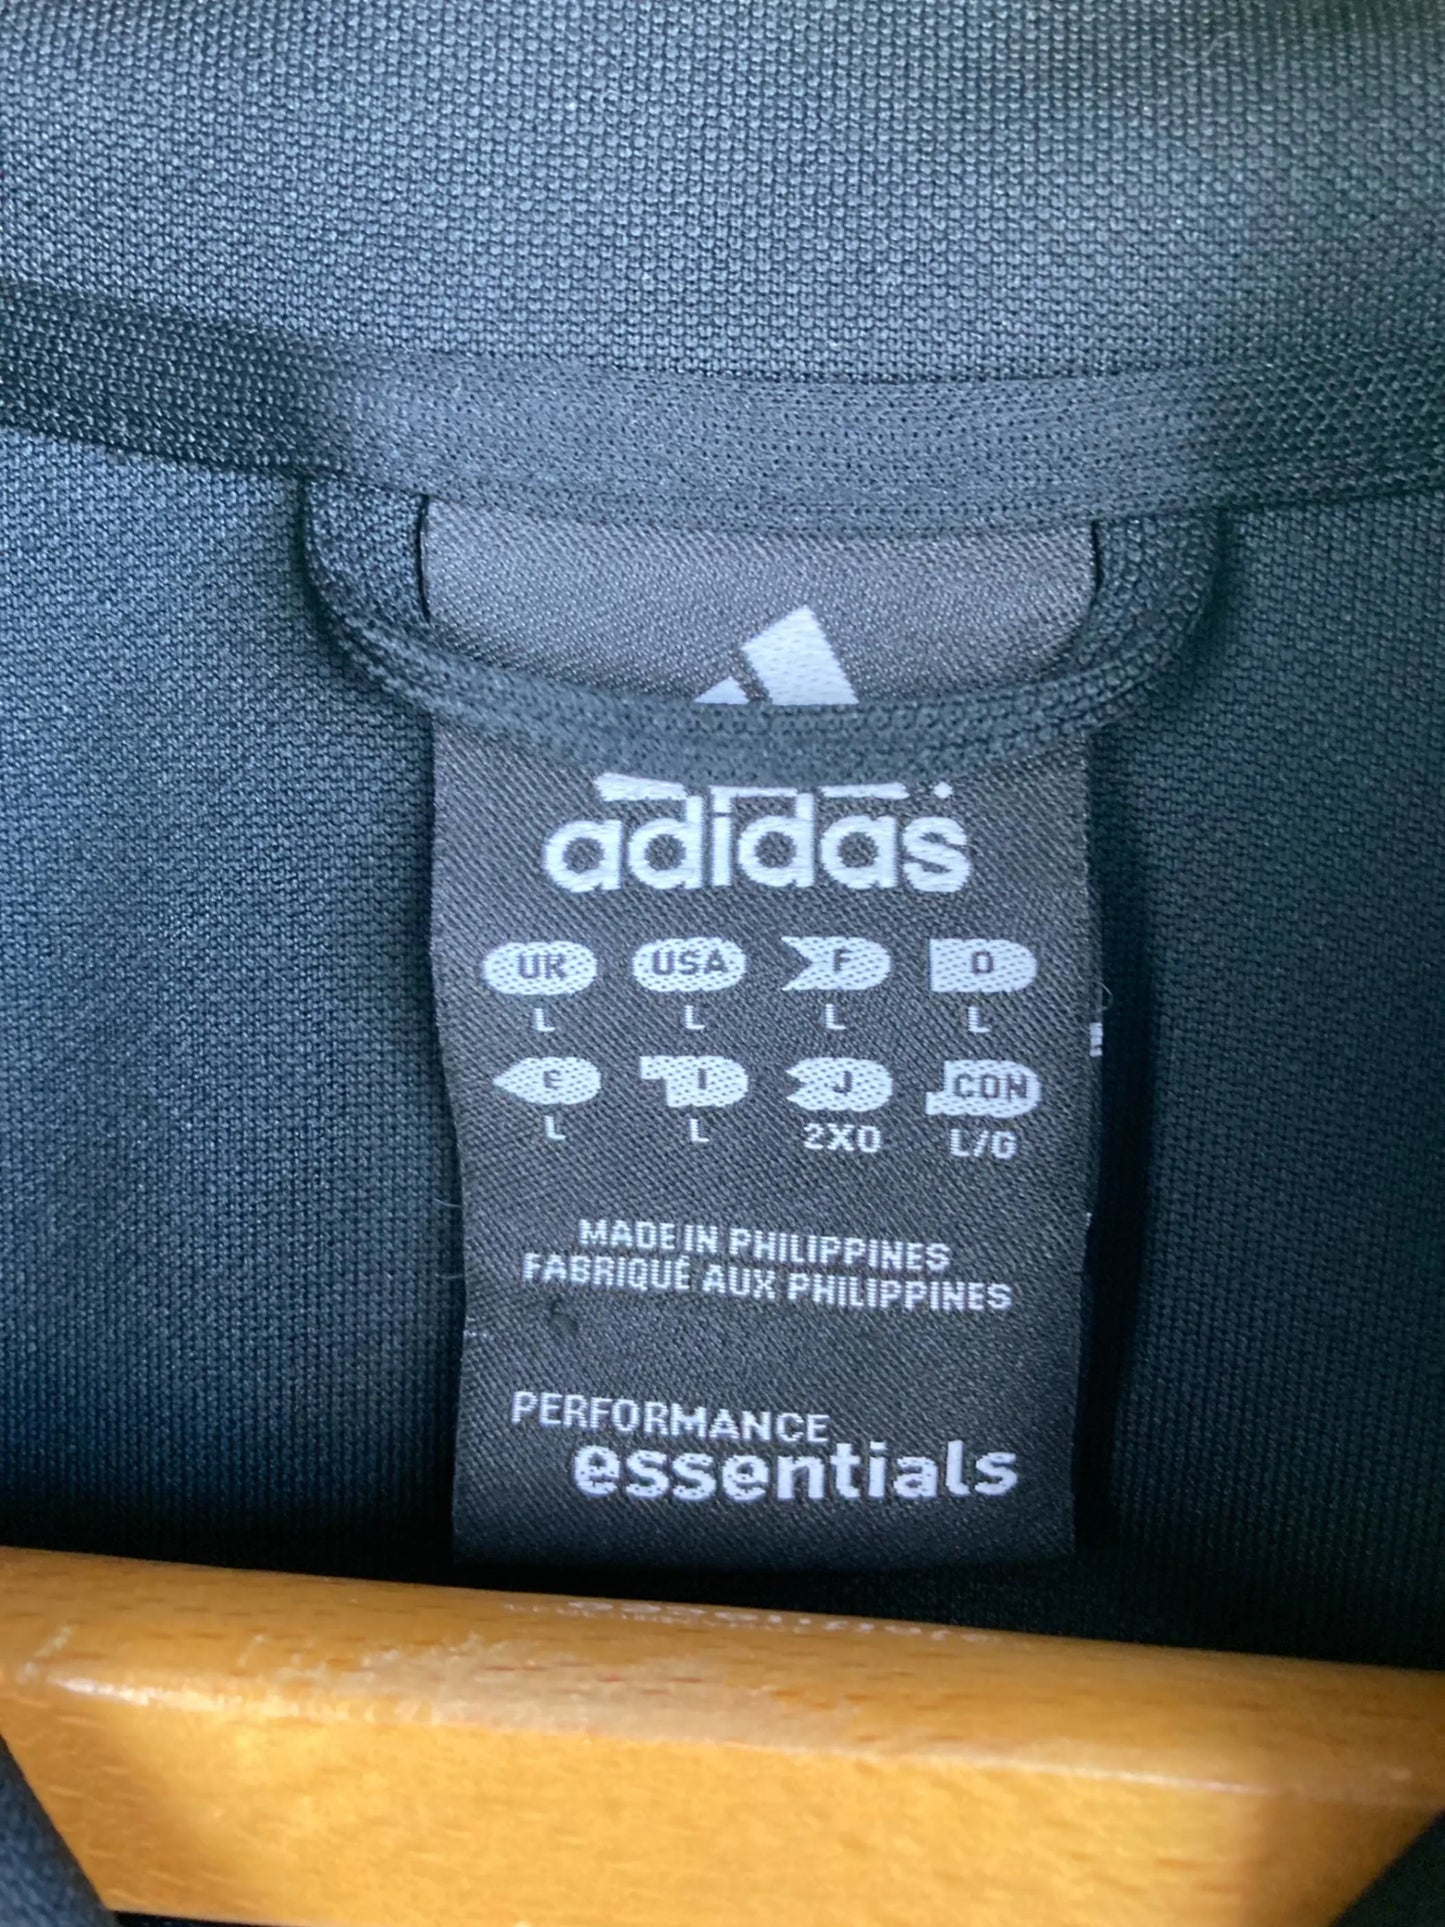 adidas
UK USA F D
L L L L
E I J CON
L L 2XO L/G
MADE IN PHILIPPINES
FABRIQUÉ AUX PHILIPPINES
PERFORMANCE
essentials